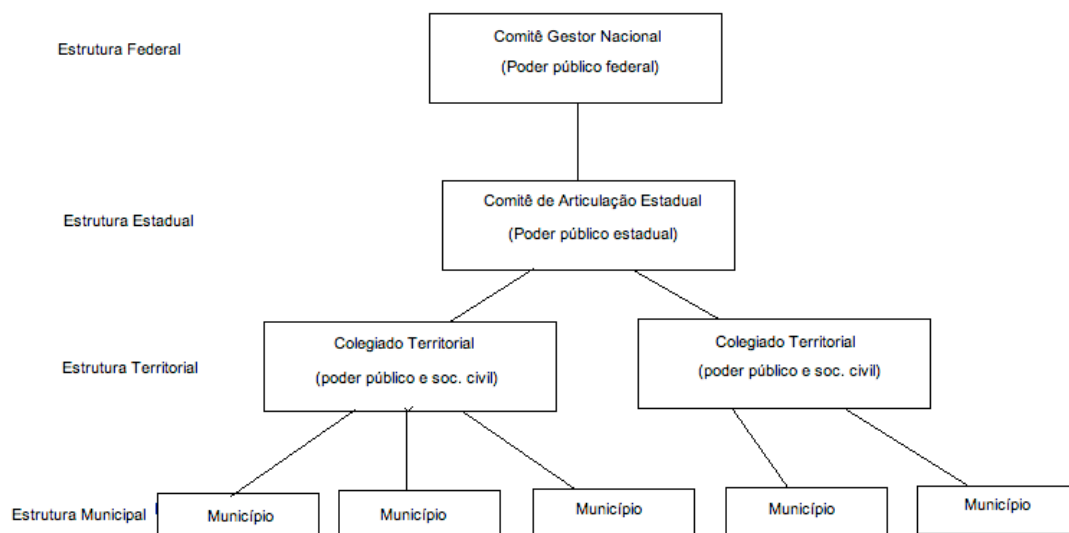 Estrutura Federal
Comitê Gestor Nacional
(Poder público federal)
Estrutura Estadual
Comitê de Articulação Estadual
(Poder público estadual)
Estrutura Territorial
Colegiado Territorial
(poder público e soc. civil)
Colegiado Territorial
(poder público e soc. civil)
Estrutura Municipal
Município
Município
Município
Município
Município